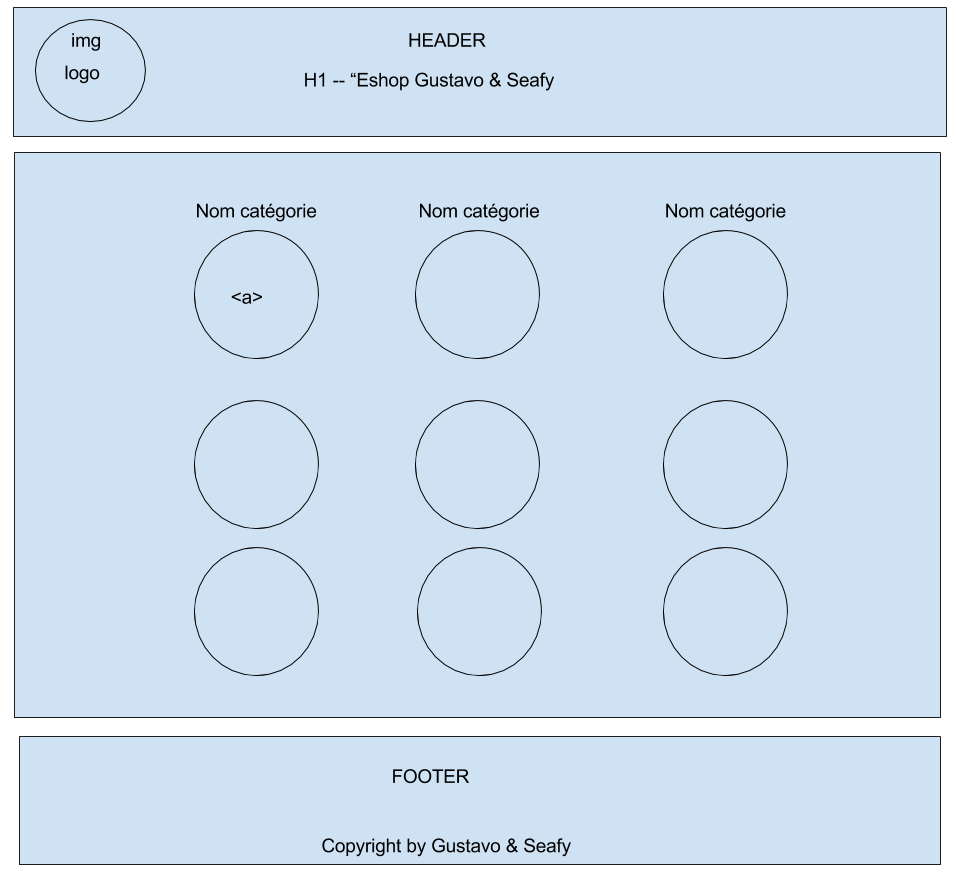 img
logo
HEADER
H1 -- “Eshop Gustavo & Seafy
Nom catégorie
Nom catégorie
Nom catégorie
<a>
FOOTER
Copyright by Gustavo & Seafy